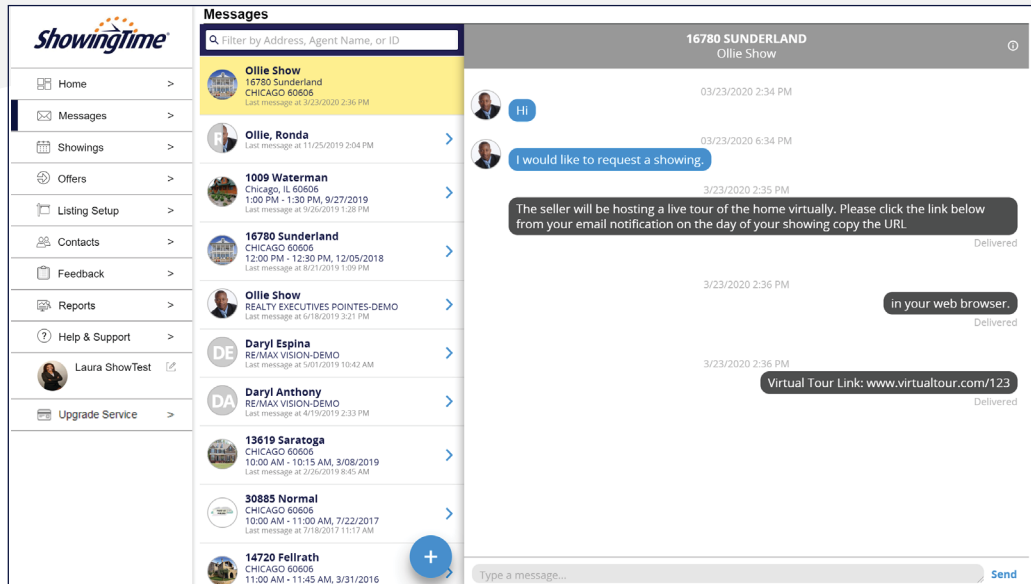 ShowingTime®
Home >
Messages >
Showings >
Offers >
Listing Setup >
Contacts >
Feedback >
Reports >
? Help & Support >
Laura ShowTest
Upgrade Service >
Messages
Filter by Address, Agent Name, or ID
Ollie Show
16780 Sunderland
CHICAGO 60606
Last message at 3/23/2020 2:36 PM
R
Ollie, Ronda
Last message at 11/25/2019 2:04 PM
1009 Waterman
Chicago, IL 60606
1:00 PM - 1:30 PM, 9/27/2019
Last message at 9/26/2019 1:28 PM
16780 Sunderland
CHICAGO 60606
12:00 PM - 12:30 PM, 12/05/2018
Last message at 8/21/2019 1:09 PM
Ollie Show
REALTY EXECUTIVES POINTES-DEMO
Last message at 6/18/2019 3:21 PM
DE
Daryl Espina
RE/MAX VISION-DEMO
Last message at 5/01/2019 10:42 AM
DA
Daryl Anthony
RE/MAX VISION-DEMO
Last message at 4/19/2019 2:33 PM
13619 Saratoga
CHICAGO 60606
10:00 AM - 10:15 AM, 3/08/2019
Last message at 2/26/2019 8:45 AM
30885 Normal
CHICAGO 60606
10:00 AM - 11:00 AM, 7/22/2017
Last message at 7/18/2017 11:17 AM
14720 Fellrath
CHICAGO 60606
11:00 AM - 11:45 AM, 3/31/2016
+
16780 SUNDERLAND
Ollie Show
03/23/2020 2:34 PM
Hi
03/23/2020 6:34 PM
I would like to request a showing.
3/23/2020 2:35 PM
The seller will be hosting a live tour of the home virtually. Please click the link below
from your email notification on the day of your showing copy the URL
Delivered
3/23/2020 2:36 PM
in your web browser.
Delivered
3/23/2020 2:36 PM
Virtual Tour Link: www.virtualtour.com/123
Delivered
Type a message...
Send